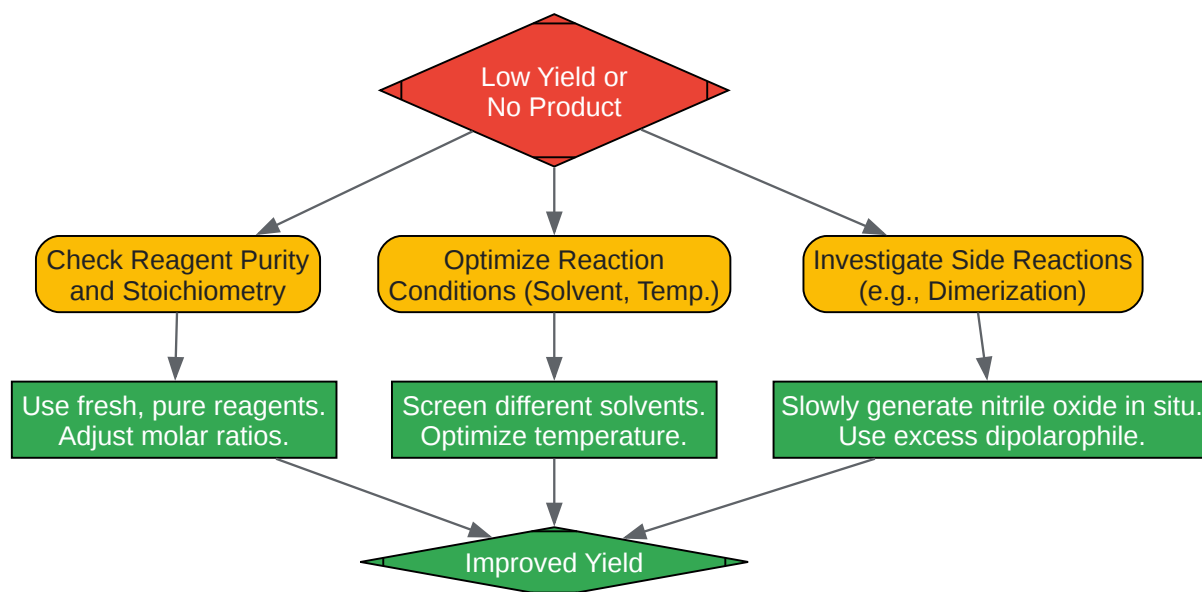 Low Yield or
No Product
Check Reagent Purity
and Stoichiometry
Optimize Reaction
Conditions (Solvent, Temp.)
Investigate Side Reactions
(e.g., Dimerization)
Use fresh, pure reagents.
Adjust molar ratios.
Screen different solvents.
Optimize temperature.
Slowly generate nitrile oxide in situ.
Use excess dipolarophile.
Improved Yield